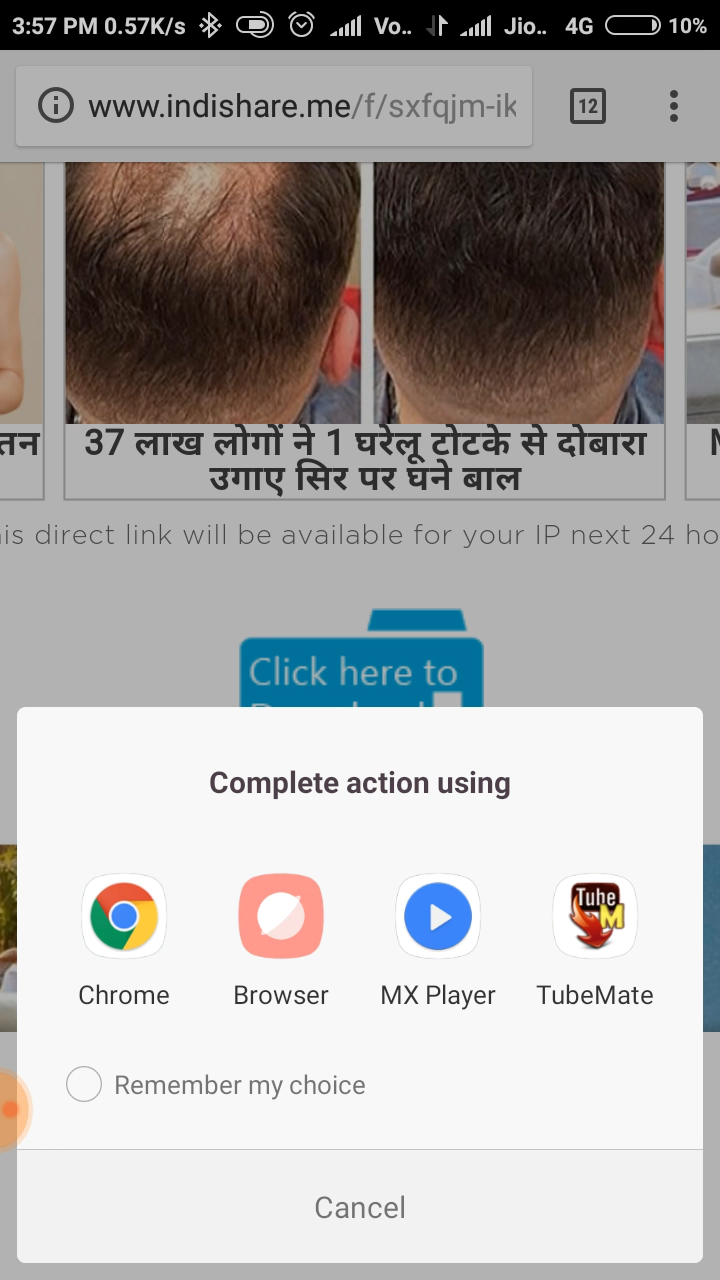 3:57 PM 0.57K/s Vo.. Jio.. 4G 10%
www.indishare.me/f/sxfqjm-ik
12
37 लाख लोगों ने 1 घरेलू टोटके से दोबारा
उगाए सिर पर घने बाल
is direct link will be available for your IP next 24 ho
Click here to
Complete action using
Chrome Browser MX Player TubeMate
Remember my choice
Cancel